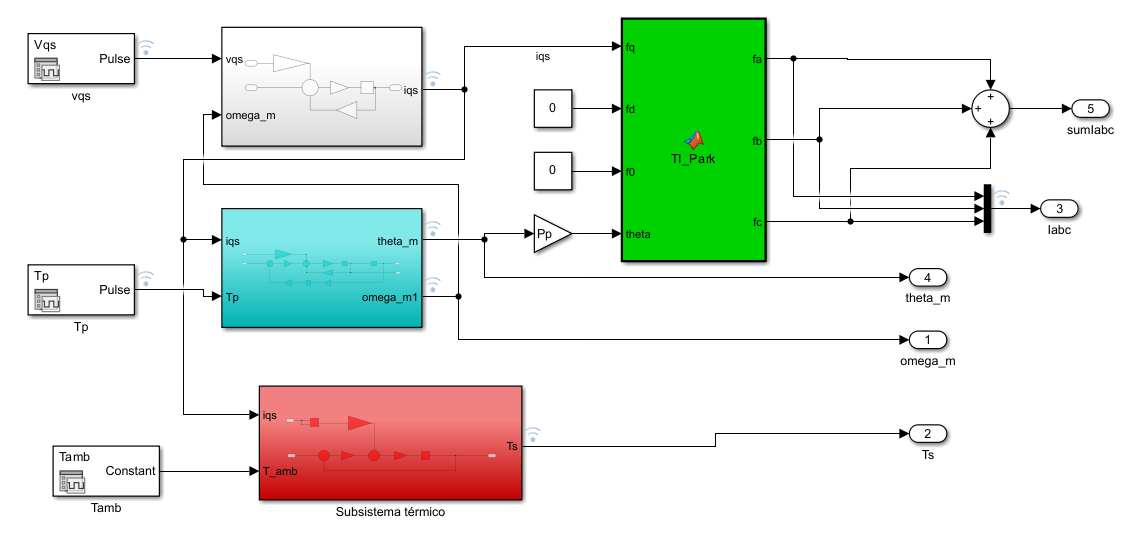 Vqs
Pulse
vqs
vqs
omega_m
iqs
iqs
0
0
Pp
fq
fd
f0
theta
TI_Park
fa
fb
fc
+
+
+
5
sumIabc
3
Iabc
Tp
Pulse
Tp
iqs
Tp
theta_m
omega_m1
4
theta_m
1
omega_m
Tamb
Constant
Tamb
iqs
T_amb
Ts
Subsistema térmico
2
Ts